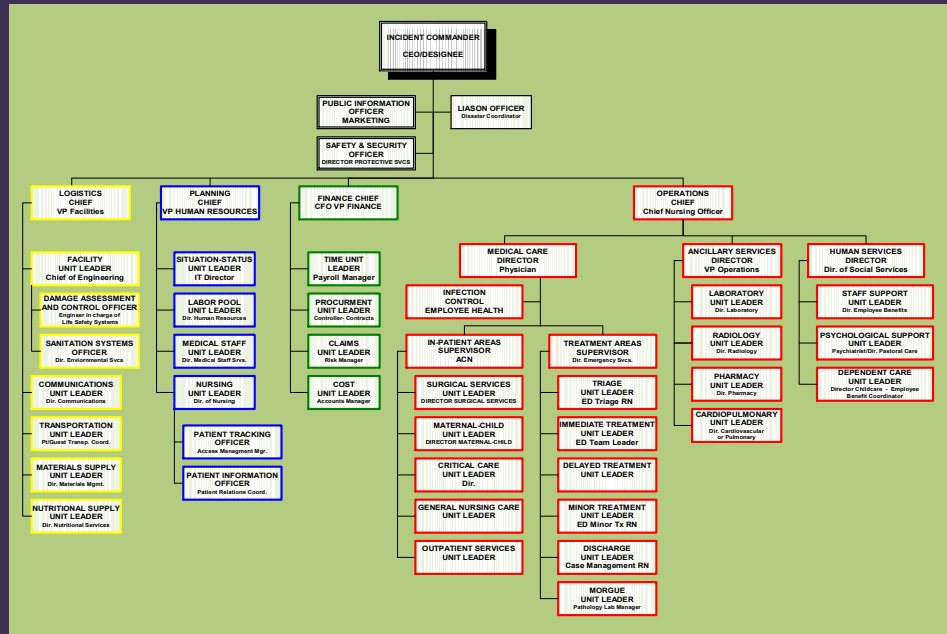 INCIDENT COMMANDER
CEO/DESIGNEE
PUBLIC INFORMATION
OFFICER
MARKETING
LIASON OFFICER
Disaster Coordinator
SAFETY & SECURITY
OFFICER
DIRECTOR PROTECTIVE SVCS
LOGISTICS
CHIEF
VP Facilities
PLANNING
CHIEF
VP HUMAN RESOURCES
FINANCE CHIEF
CFO VP FINANCE
OPERATIONS
CHIEF
Chief Nursing Officer
FACILITY
UNIT LEADER
Chief of Engineering
DAMAGE ASSESSMENT
AND CONTROL OFFICER
Engineer in charge of
Life Safety Systems
SANITATION SYSTEMS
OFFICER
Dir. Enviornmental Svcs
COMMUNICATIONS
UNIT LEADER
Dir. Communications
TRANSPORTATION
UNIT LEADER
Pt/Guest Transp. Coord.
MATERIALS SUPPLY
UNIT LEADER
Dir. Materials Mgmt.
NUTRITIONAL SUPPLY
UNIT LEADER
Dir. Nutritional Services
SITUATION-STATUS
UNIT LEADER
IT Director
LABOR POOL
UNIT LEADER
Dir. Human Resources
MEDICAL STAFF
UNIT LEADER
Dir. Medical Staff Srvs.
NURSING
UNIT LEADER
Dir. of Nursing
PATIENT TRACKING
OFFICER
Access Managment Mgr.
PATIENT INFORMATION
OFFICER
Patient Relations Coord.
TIME UNIT
LEADER
Payroll Manager
PROCURMENT
UNIT LEADER
Controller- Contracts
CLAIMS
UNIT LEADER
Risk Manager
COST
UNIT LEADER
Accounts Manager
MEDICAL CARE
DIRECTOR
Physician
INFECTION
CONTROL
EMPLOYEE HEALTH
IN-PATIENT AREAS
SUPERVISOR
ACN
SURGICAL SERVICES
UNIT LEADER
DIRECTOR SURGICAL SERVICES
MATERNAL-CHILD
UNIT LEADER
DIRECTOR MATERNAL-CHILD
CRITICAL CARE
UNIT LEADER
Dir.
GENERAL NURSING CARE
UNIT LEADER
OUTPATIENT SERVICES
UNIT LEADER
TREATMENT AREAS
SUPERVISOR
Dir. Emergency Svcs.
TRIAGE
UNIT LEADER
ED Triage RN
IMMEDIATE TREATMENT
UNIT LEADER
ED Team Leader
DELAYED TREATMENT
UNIT LEADER
MINOR TREATMENT
UNIT LEADER
ED Minor Tx RN
DISCHARGE
UNIT LEADER
Case Management RN
MORGUE
UNIT LEADER
Pathology Lab Manager
ANCILLARY SERVICES
DIRECTOR
VP Operations
LABORATORY
UNIT LEADER
Dir. Laboratory
RADIOLOGY
UNIT LEADER
Dir. Radiology
PHARMACY
UNIT LEADER
Dir. Pharmacy
CARDIOPULMONARY
UNIT LEADER
Dir. Cardiovascular
or Pulmonary
HUMAN SERVICES
DIRECTOR
Dir. of Social Services
STAFF SUPPORT
UNIT LEADER
Dir. Employee Benefits
PSYCHOLOGICAL SUPPORT
UNIT LEADER
Psychiatrist/Dir. Pastoral Care
DEPENDENT CARE
UNIT LEADER
Director Childcare - Employee
Benefit Coordinator